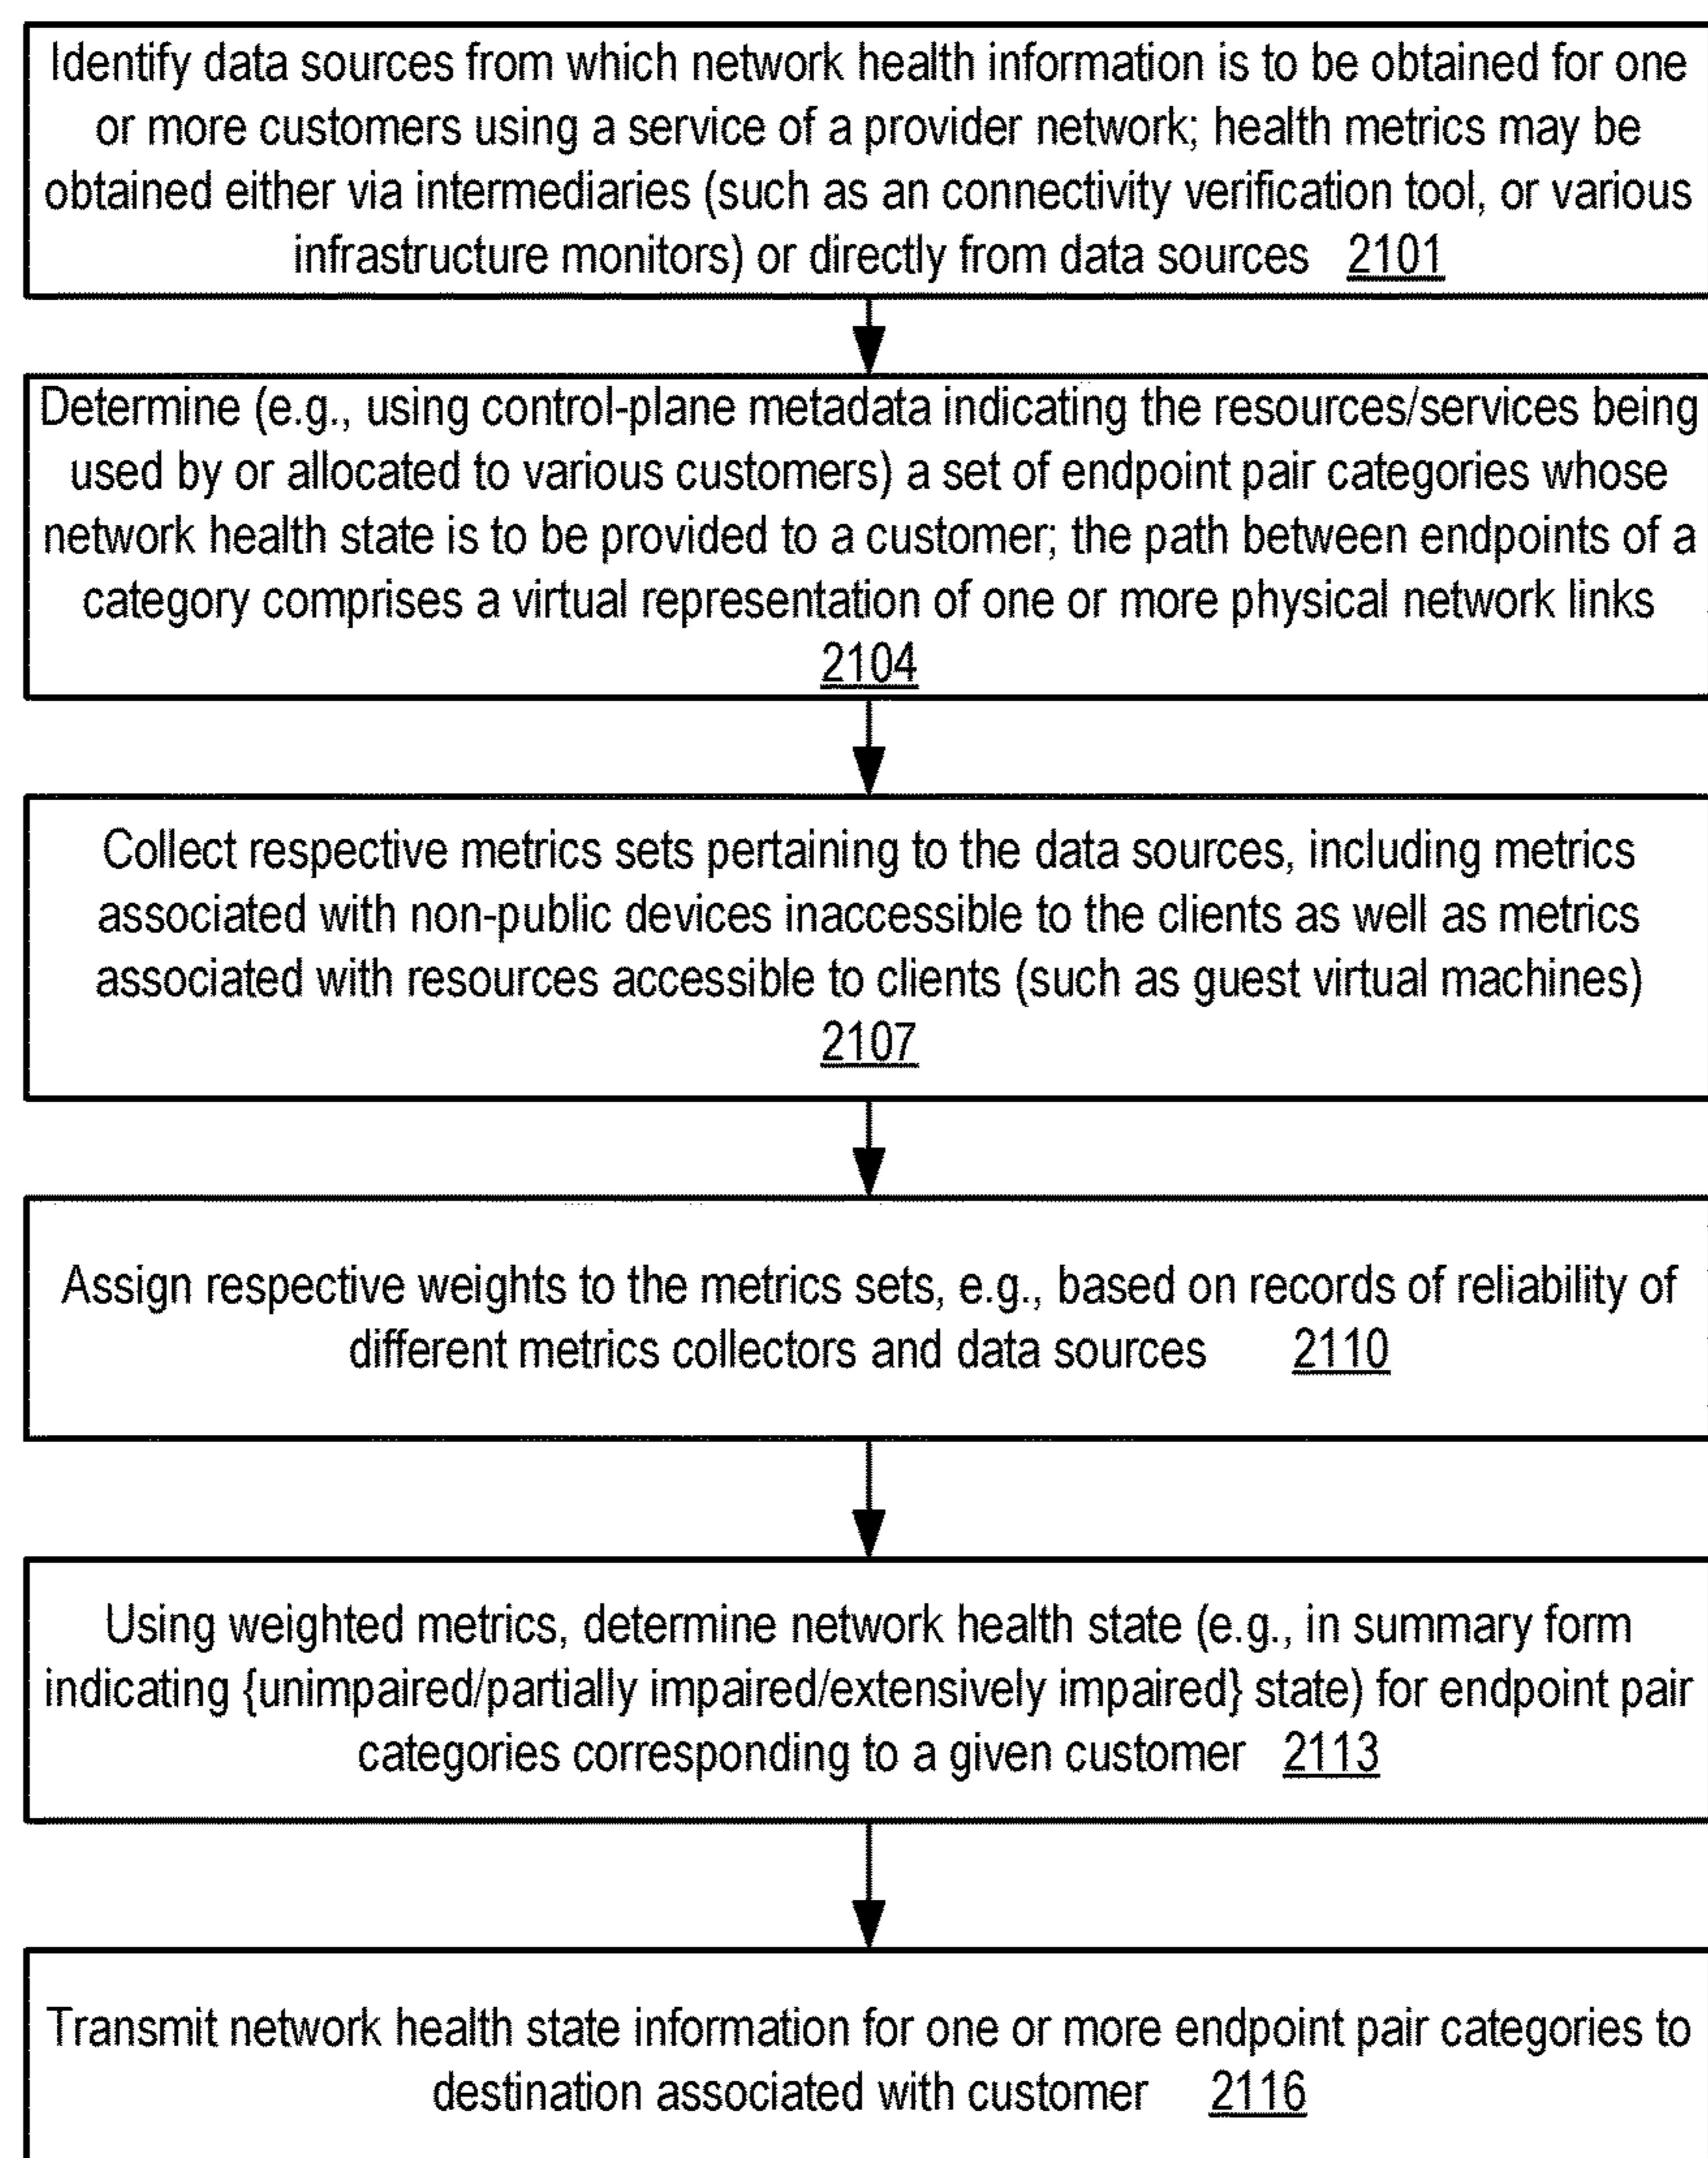 Identify data sources from which network health information is to be obtained for one
or more customers using a service of a provider network; health metrics may be
obtained either via intermediaries (such as an connectivity verification tool, or various
infrastructure monitors) or directly from data sources 2101
Determine (e.g., using control-plane metadata indicating the resources/services being
used by or allocated to various customers) a set of endpoint pair categories whose
network health state is to be provided to a customer; the path between endpoints of a
category comprises a virtual representation of one or more physical network links
2104
Collect respective metrics sets pertaining to the data sources, including metrics
associated with non-public devices inaccessible to the clients as well as metrics
associated with resources accessible to clients (such as guest virtual machines)
2107
Assign respective weights to the metrics sets, e.g., based on records of reliability of
different metrics collectors and data sources 2110
Using weighted metrics, determine network health state (e.g., in summary form
indicating {unimpaired/partially impaired/extensively impaired} state) for endpoint pair
categories corresponding to a given customer 2113
Transmit network health state information for one or more endpoint pair categories to
destination associated with customer 2116